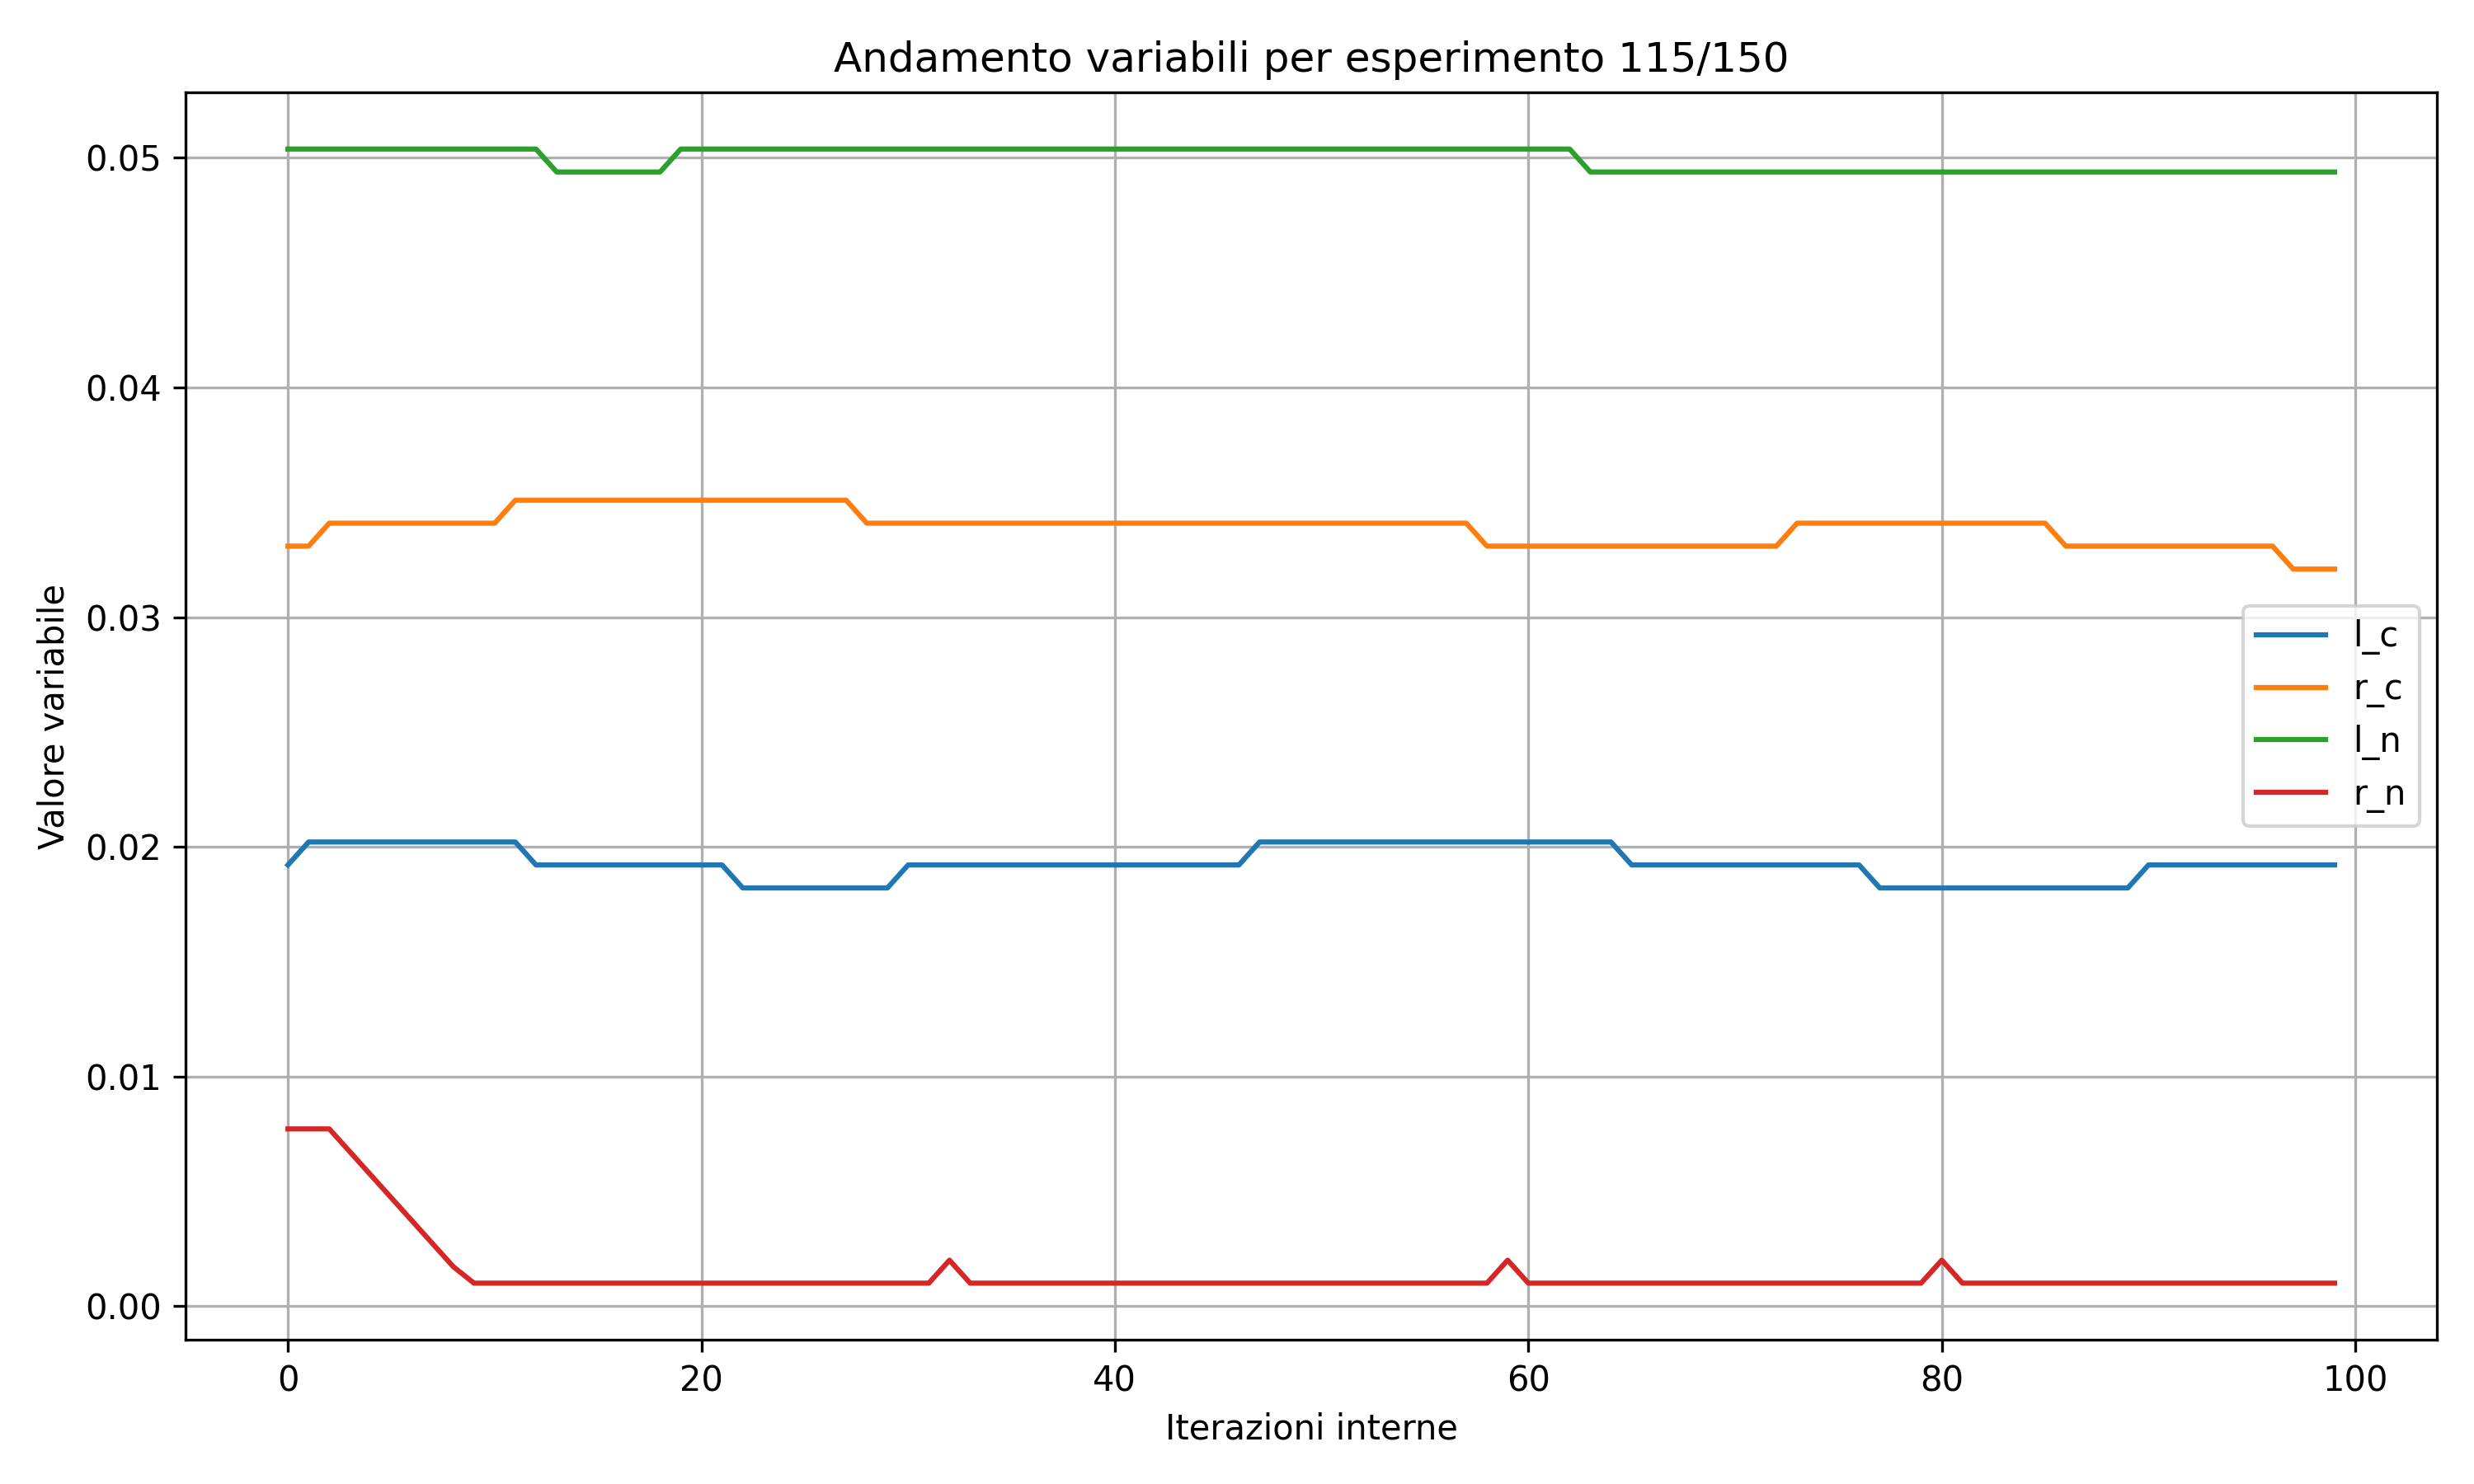 Andamento variabili per esperimento 115/150
Valore variabile
0.05
0.04
0.03
0.02
0.01
0.00
l_c
r_c
l_n
r_n
0 20 40 60 80 100
Iterazioni interne